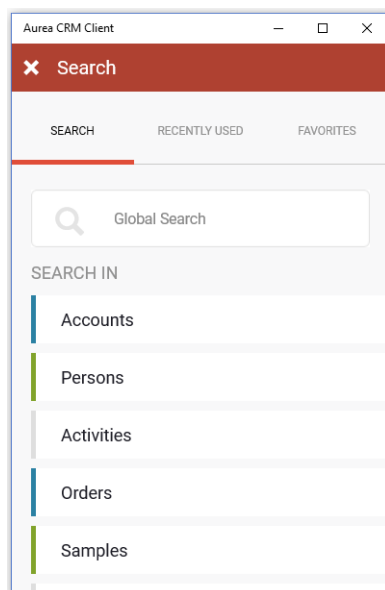 Aurea CRM Client
Search
SEARCH RECENTLY USED FAVORITES
Global Search
SEARCH IN
Accounts
Persons
Activities
Orders
Samples